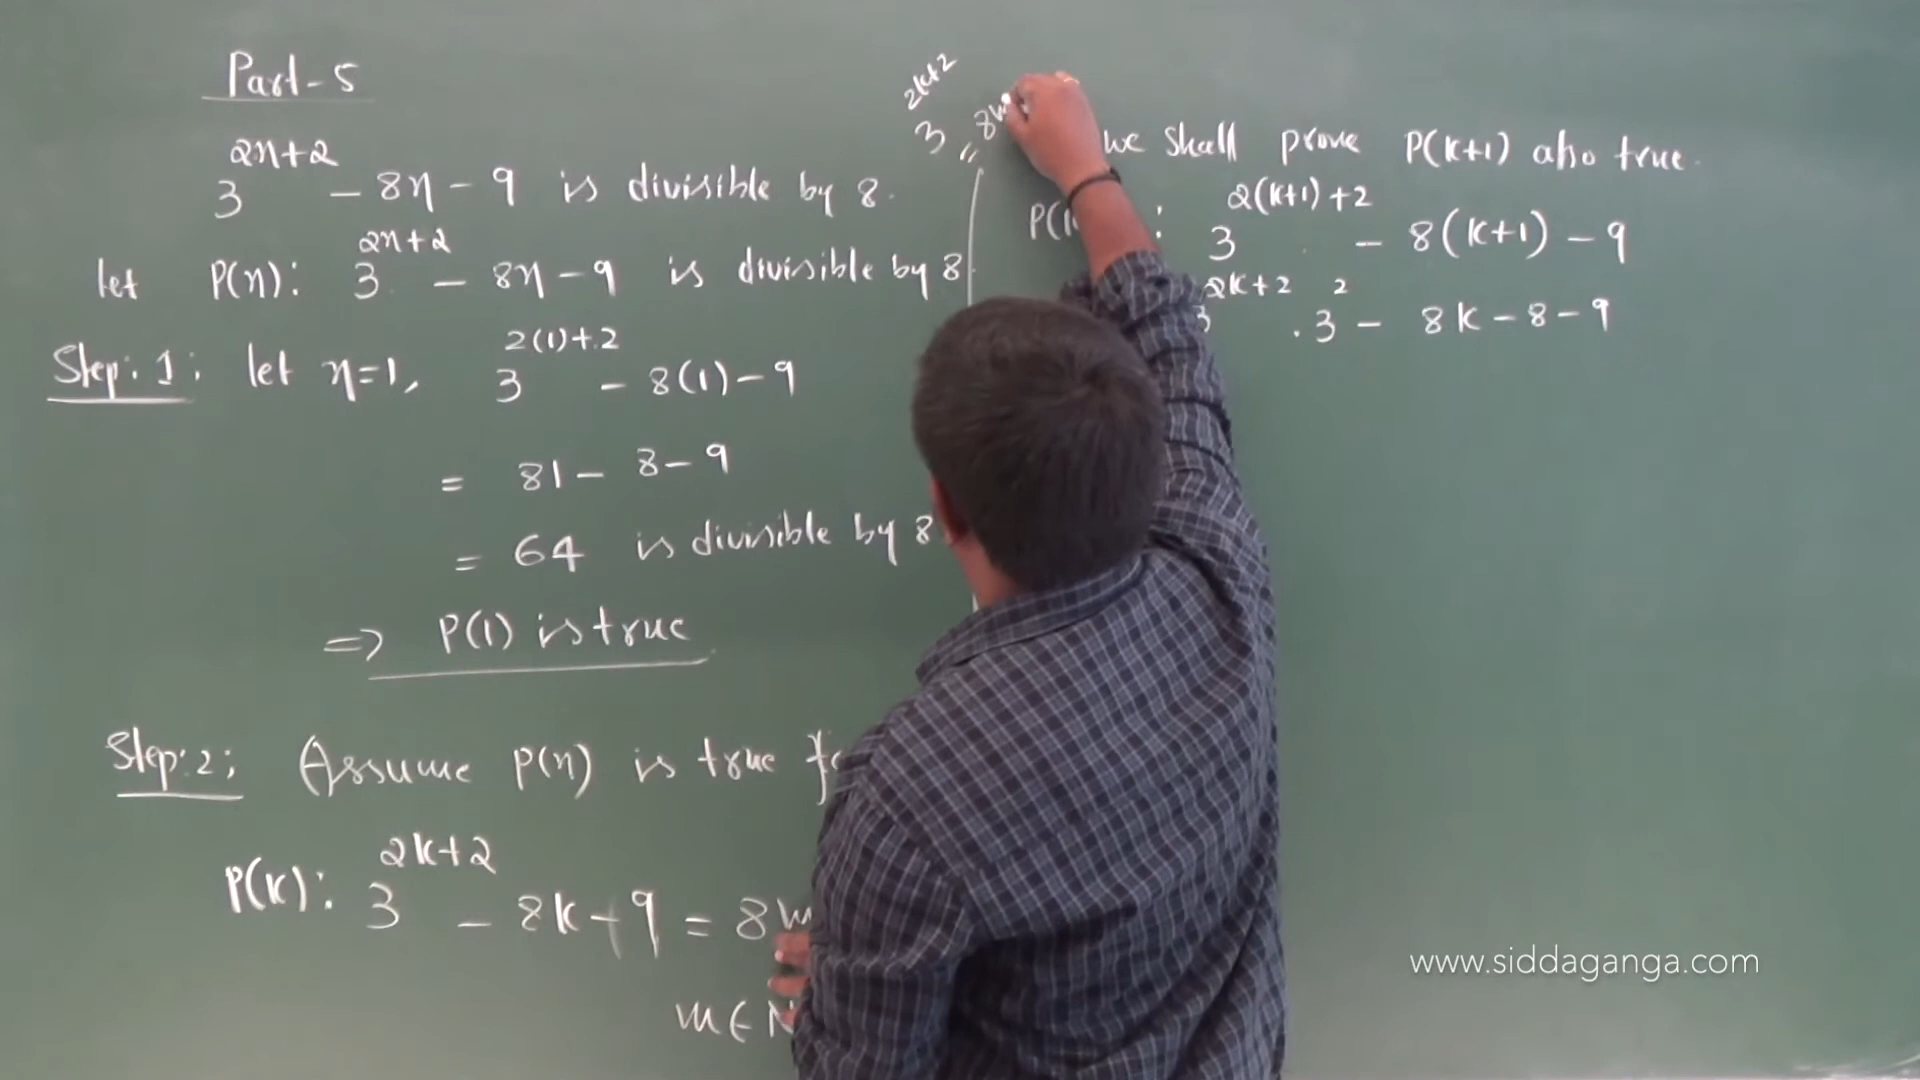 Part-5
3^{2n+2} - 8n - 9 is divisible by 8.
let P(n): 3^{2n+2} - 8n - 9 is divisible by 8.
Step:1: let n=1, 3^{2(1)+2} - 8(1) - 9
= 81 - 8 - 9
= 64 is divisible by 8
=> P(1) is true
Step:2: Assume P(n) is true
P(k): 3^{2k+2} - 8k + 9 = 8m
m ∈ N
3^{2k+2} = 8m
we shall prove P(k+1) also true.
: 3^{2(k+1)+2} - 8(k+1) - 9
3^{2k+2} . 3^2 - 8k - 8 - 9
www.siddaganga.com